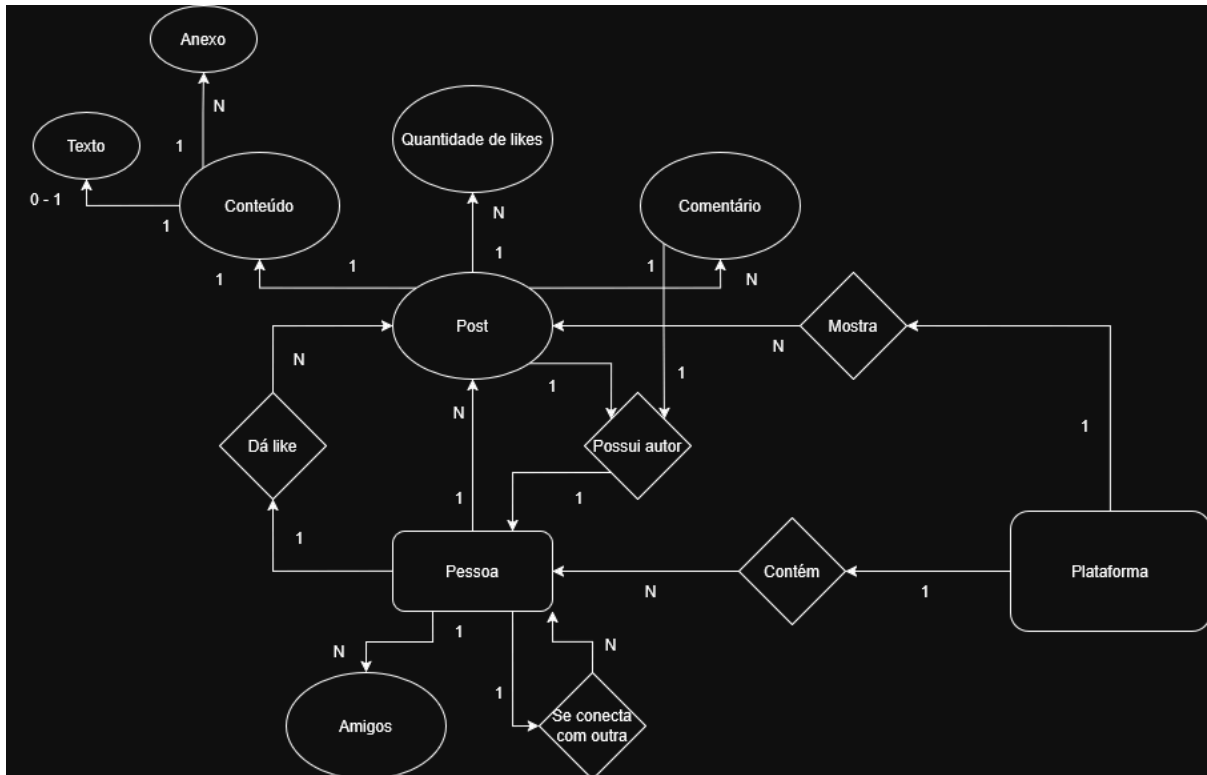 Anexo
N
Texto
1
Quantidade de likes
0 - 1
1
Conteúdo
N
Comentário
1
1
1
1
N
Post
Mostra
N
N
1
1
N
1
Dá like
Possui autor
1
1
1
1
Pessoa
Contém
Plataforma
N
1
1
N
N
1
Amigos
Se conecta
com outra